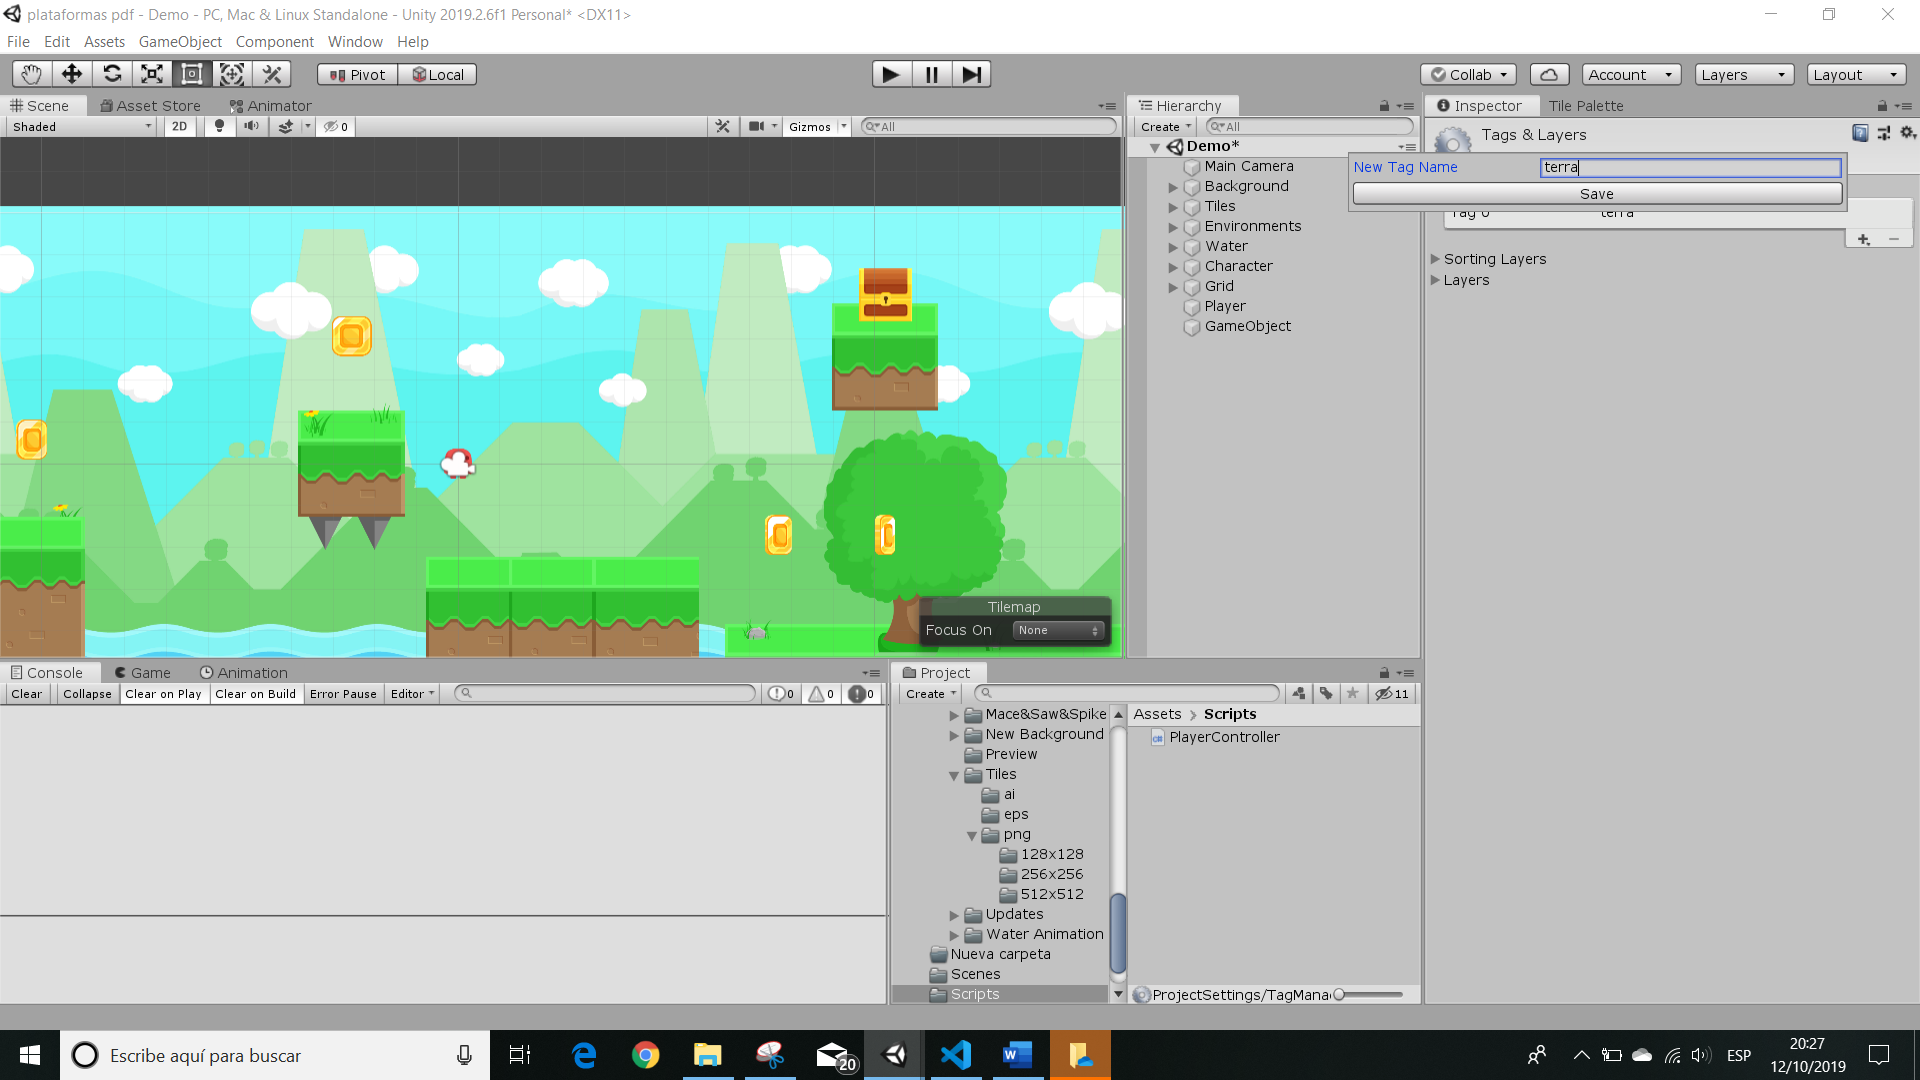 plataformas pdf - Demo - PC, Mac & Linux Standalone - Unity 2019.2.6f1 Personal* <DX11>
File Edit Assets GameObject Component Window Help
Pivot Local Collab Account Layers Layout
Scene Asset Store Animator
Shaded 2D 0 Gizmos All
Hierarchy
Create All
Demo*
Main Camera
Background
Tiles
Environments
Water
Character
Grid
Player
GameObject
Inspector Tile Palette
Tags & Layers
New Tag Name terra
Save
Tag 0 terra
Sorting Layers
Layers
Tilemap
Focus On None
Console Game Animation
Clear Collapse Clear on Play Clear on Build Error Pause Editor 0 0 0
Project
Create 11
Mace&Saw&Spike
New Background
Preview
Tiles
ai
eps
png
128x128
256x256
512x512
Updates
Water Animation
Nueva carpeta
Scenes
Scripts
Assets > Scripts
PlayerController
ProjectSettings/TagMana
Escribe aquí para buscar
20
ESP
20:27
12/10/2019